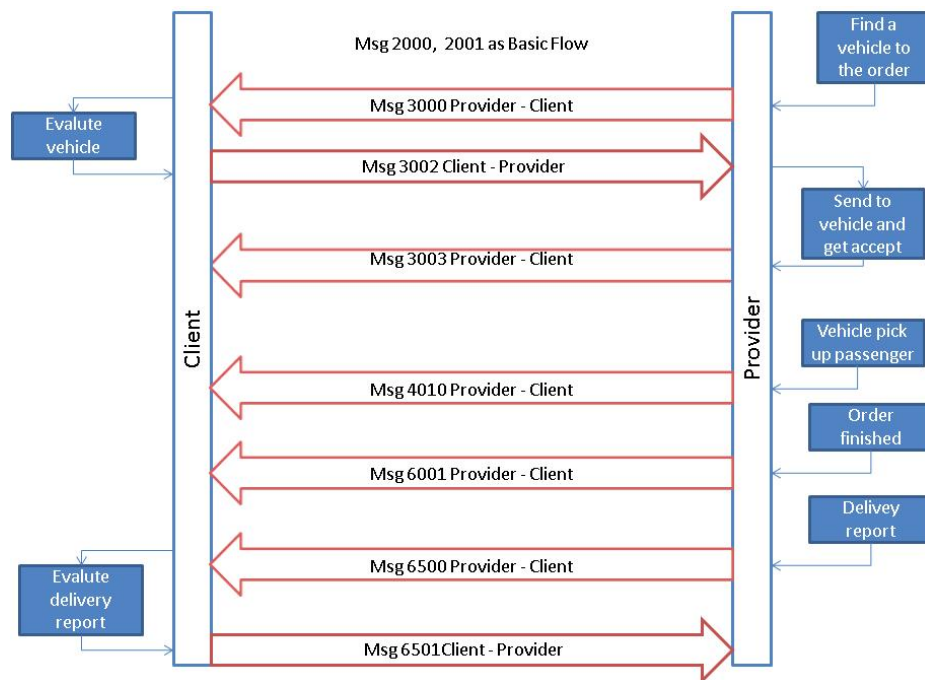 Msg 2000, 2001 as Basic Flow
Find a
vehicle to
the order
Msg 3000 Provider - Client
Evalute
vehicle
Msg 3002 Client - Provider
Send to
vehicle and
get accept
Msg 3003 Provider - Client
Client
Provider
Vehicle pick
up passenger
Msg 4010 Provider - Client
Order
finished
Msg 6001 Provider - Client
Delivey
report
Msg 6500 Provider - Client
Evalute
delivery
report
Msg 6501Client - Provider